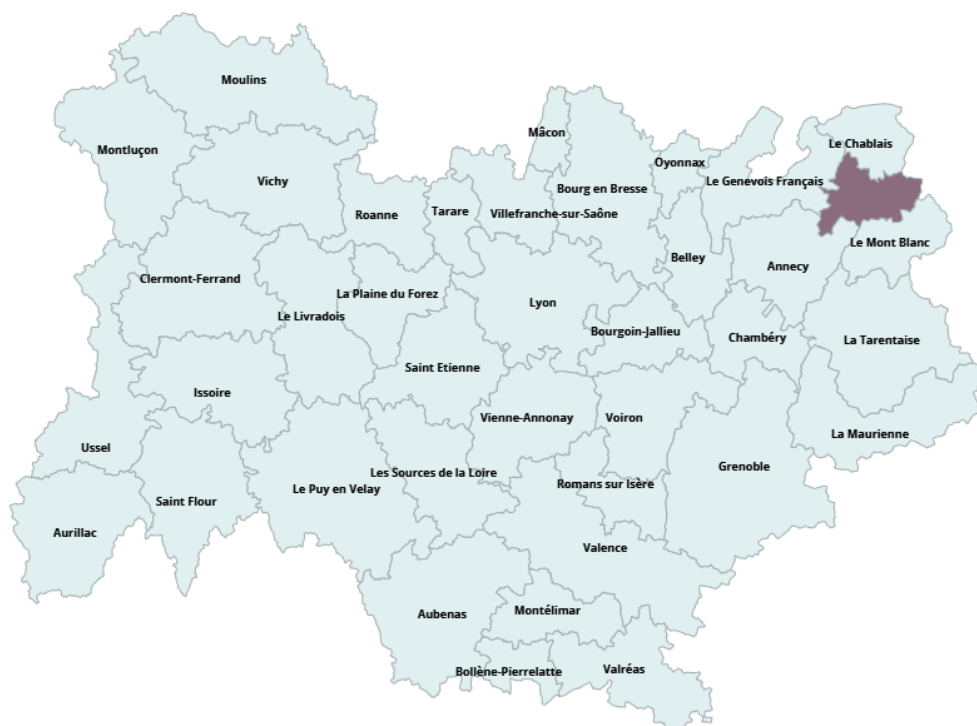 Moulins
Mâcon
Le Chablais
Montluçon
Oyonnax
Vichy
Le Genevois Français
Bourg en Bresse
Roanne
Tarare
Villefranche-sur-Saône
Le Mont Blanc
Belley
Annecy
Clermont-Ferrand
La Plaine du Forez
Lyon
Le Livradois
Bourgoin-Jallieu
Chambéry
La Tarentaise
Saint Etienne
Issoire
Vienne-Annonay
Voiron
La Maurienne
Ussel
Grenoble
Les Sources de la Loire
Romans sur Isère
Le Puy en Velay
Saint Flour
Aurillac
Valence
Aubenas
Montélimar
Bollène-Pierrelatte
Valréas